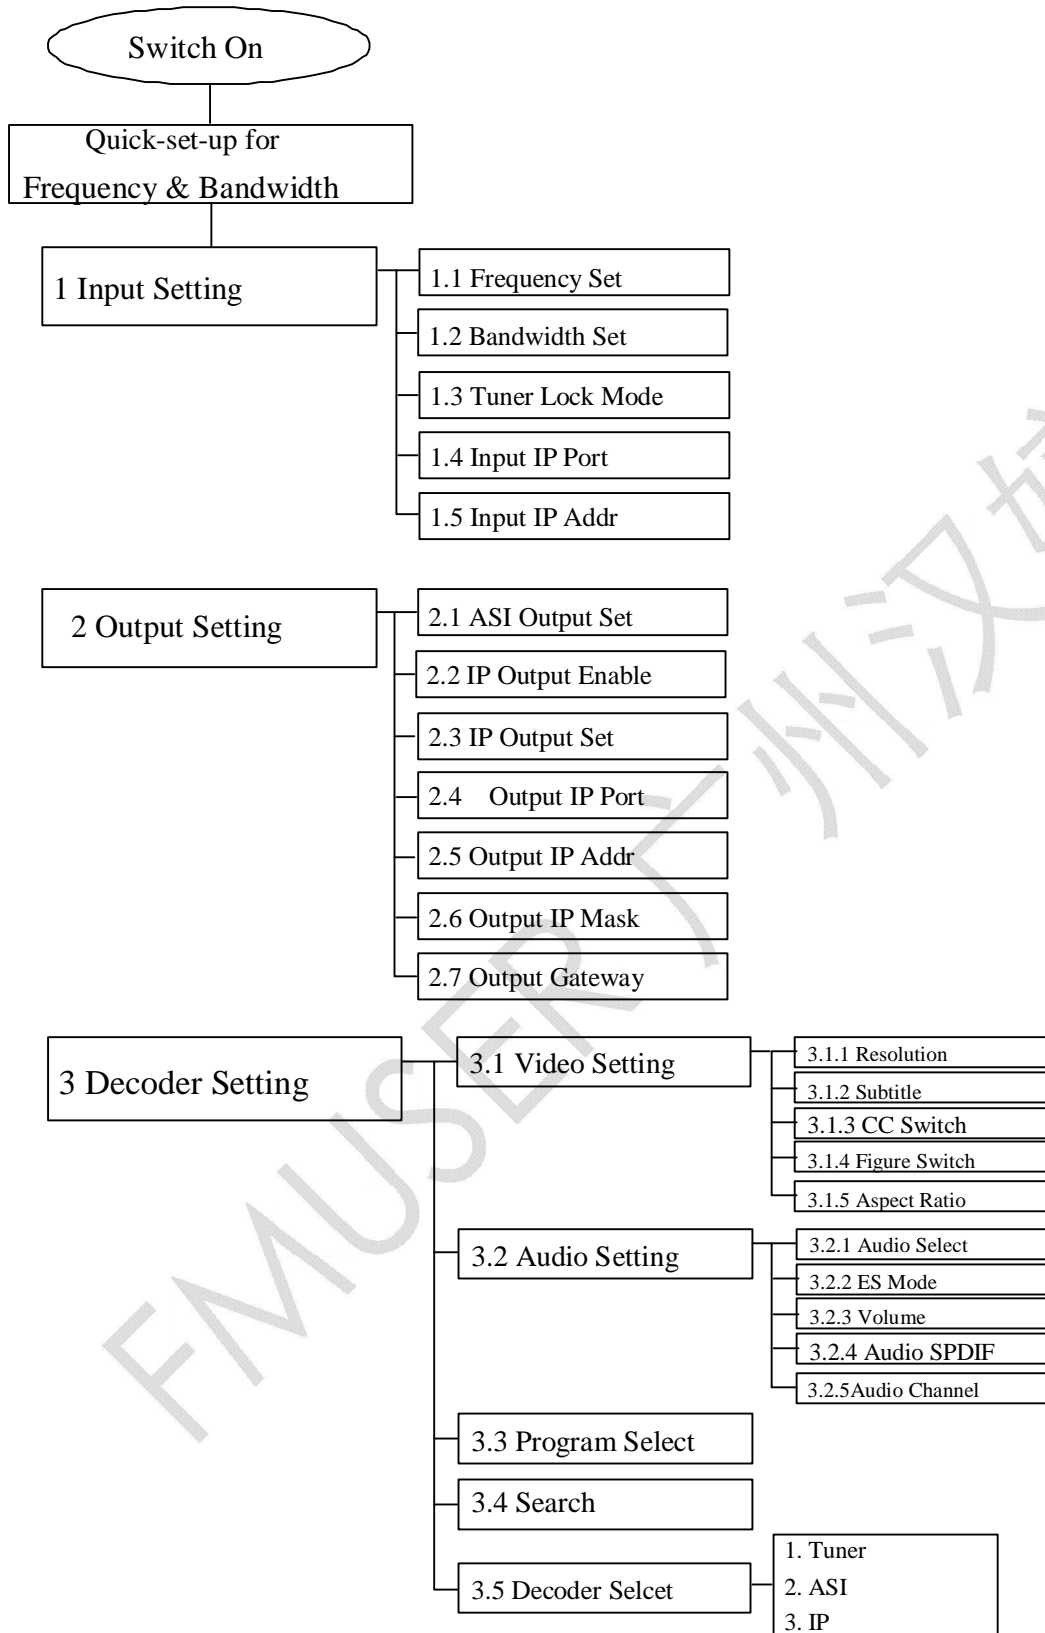 Switch On
Quick-set-up for
Frequency & Bandwidth
1 Input Setting
1.1 Frequency Set
1.2 Bandwidth Set
1.3 Tuner Lock Mode
1.4 Input IP Port
1.5 Input IP Addr
2 Output Setting
2.1 ASI Output Set
2.2 IP Output Enable
2.3 IP Output Set
2.4 Output IP Port
2.5 Output IP Addr
2.6 Output IP Mask
2.7 Output Gateway
3 Decoder Setting
3.1 Video Setting
3.1.1 Resolution
3.1.2 Subtitle
3.1.3 CC Switch
3.1.4 Figure Switch
3.1.5 Aspect Ratio
3.2 Audio Setting
3.2.1 Audio Select
3.2.2 ES Mode
3.2.3 Volume
3.2.4 Audio SPDIF
3.2.5Audio Channel
3.3 Program Select
3.4 Search
3.5 Decoder Selcet
1. Tuner
2. ASI
3. IP
FMUSER 广州汉